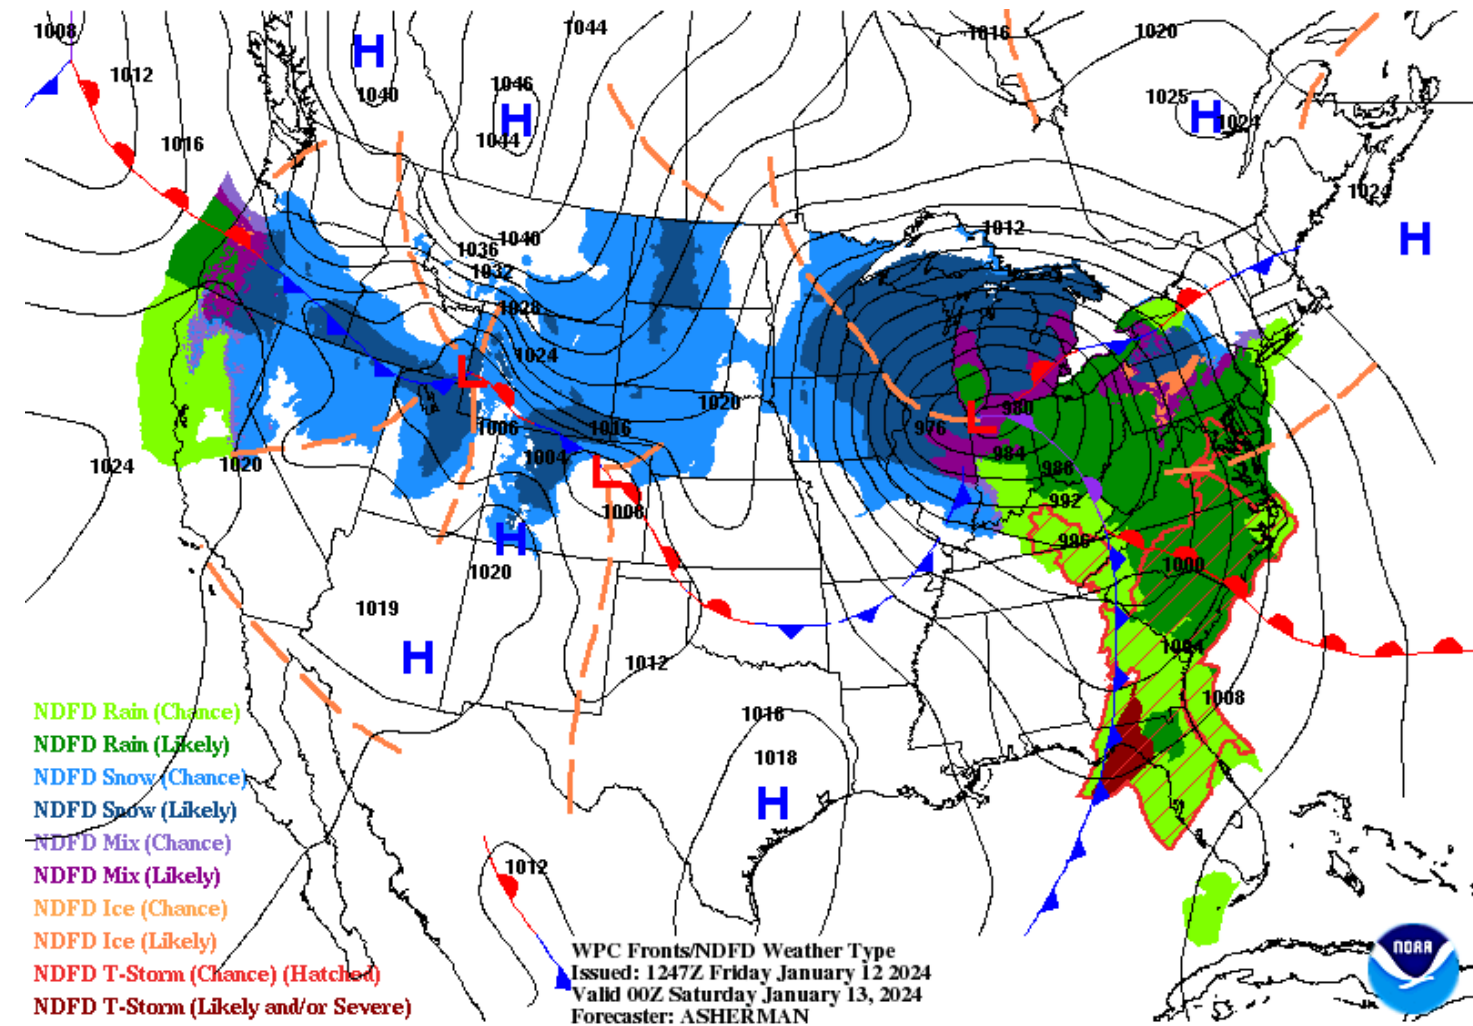 1008
1044
1016
1020
H
1012
1046
H
1040
1025
H
1024
1016
1044
1024
H
1036
1040
1012
1032
1028
1024
L
1020
L
980
1006
1016
976
1024
1020
1004
984
988
L
992
1008
H
996
1020
1000
1019
H
1012
1004
1008
NDFD Rain (Chance)
1016
NDFD Rain (Likely)
1018
NDFD Snow (Chance)
H
NDFD Snow (Likely)
NDFD Mix (Chance)
NDFD Mix (Likely)
1012
NDFD Ice (Chance)
NDFD Ice (Likely)
NDFD T-Storm (Chance) (Hatched)
NDFD T-Storm (Likely and/or Severe)
WPC Fronts/NDFD Weather Type
Issued: 1247Z Friday January 12 2024
Valid 00Z Saturday January 13, 2024
Forecaster: ASHERMAN
NOAA